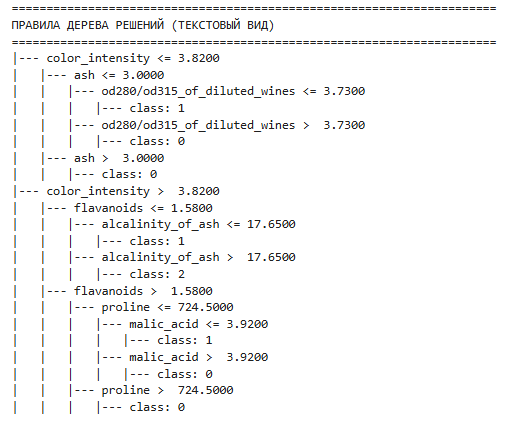 ======================================================================
ПРАВИЛА ДЕРЕВА РЕШЕНИЙ (ТЕКСТОВЫЙ ВИД)
======================================================================
|--- color_intensity <= 3.8200
|   |--- ash <= 3.0000
|   |   |--- od280/od315_of_diluted_wines <= 3.7300
|   |   |   |--- class: 1
|   |   |--- od280/od315_of_diluted_wines >  3.7300
|   |   |   |--- class: 0
|   |--- ash >  3.0000
|   |   |--- class: 0
|--- color_intensity >  3.8200
|   |--- flavanoids <= 1.5800
|   |   |--- alcalinity_of_ash <= 17.6500
|   |   |   |--- class: 1
|   |   |--- alcalinity_of_ash >  17.6500
|   |   |   |--- class: 2
|   |--- flavanoids >  1.5800
|   |   |--- proline <= 724.5000
|   |   |   |--- malic_acid <= 3.9200
|   |   |   |   |--- class: 1
|   |   |   |--- malic_acid >  3.9200
|   |   |   |   |--- class: 0
|   |   |--- proline >  724.5000
|   |   |   |--- class: 0